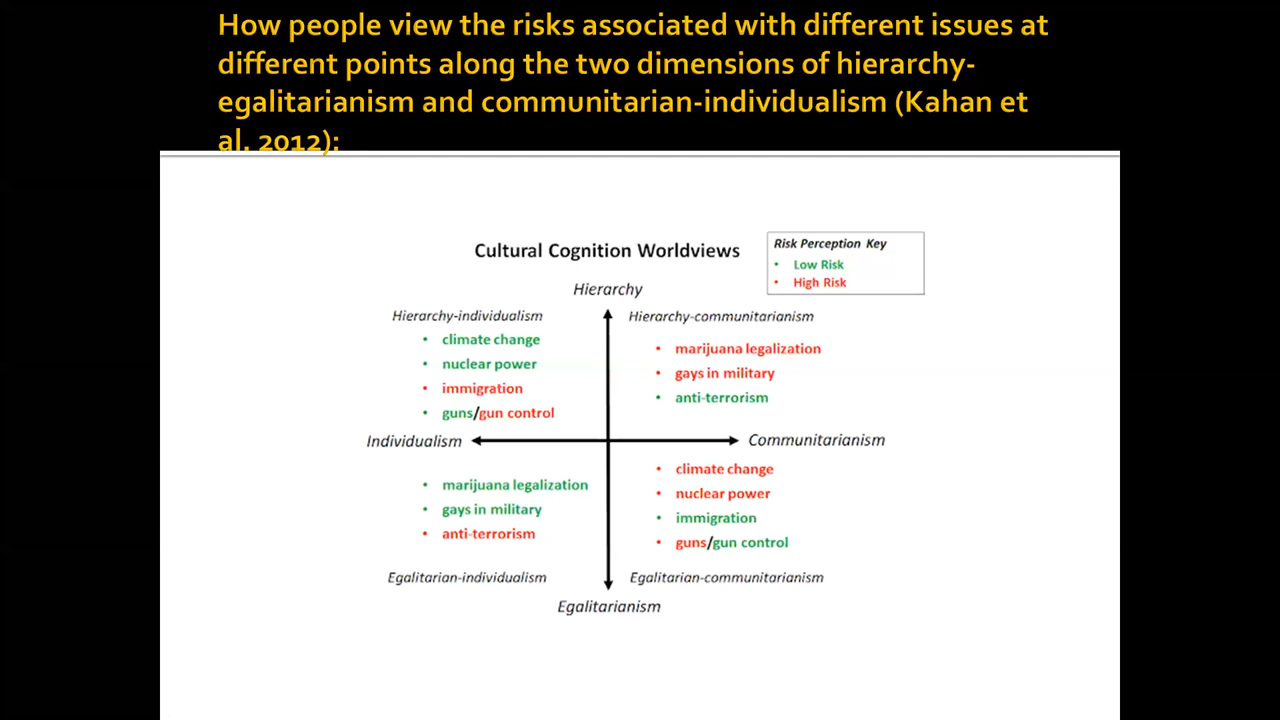 How people view the risks associated with different issues at
different points along the two dimensions of hierarchy-
egalitarianism and communitarian-individualism (Kahan et
al. 2012):
Cultural Cognition Worldviews
Risk Perception Key
• Low Risk
• High Risk
Hierarchy
Hierarchy-individualism
• climate change
• nuclear power
• immigration
• guns/gun control
Hierarchy-communitarianism
• marijuana legalization
• gays in military
• anti-terrorism
Individualism
Communitarianism
• marijuana legalization
• gays in military
• anti-terrorism
Egalitarian-individualism
• climate change
• nuclear power
• immigration
• guns/gun control
Egalitarian-communitarianism
Egalitarianism